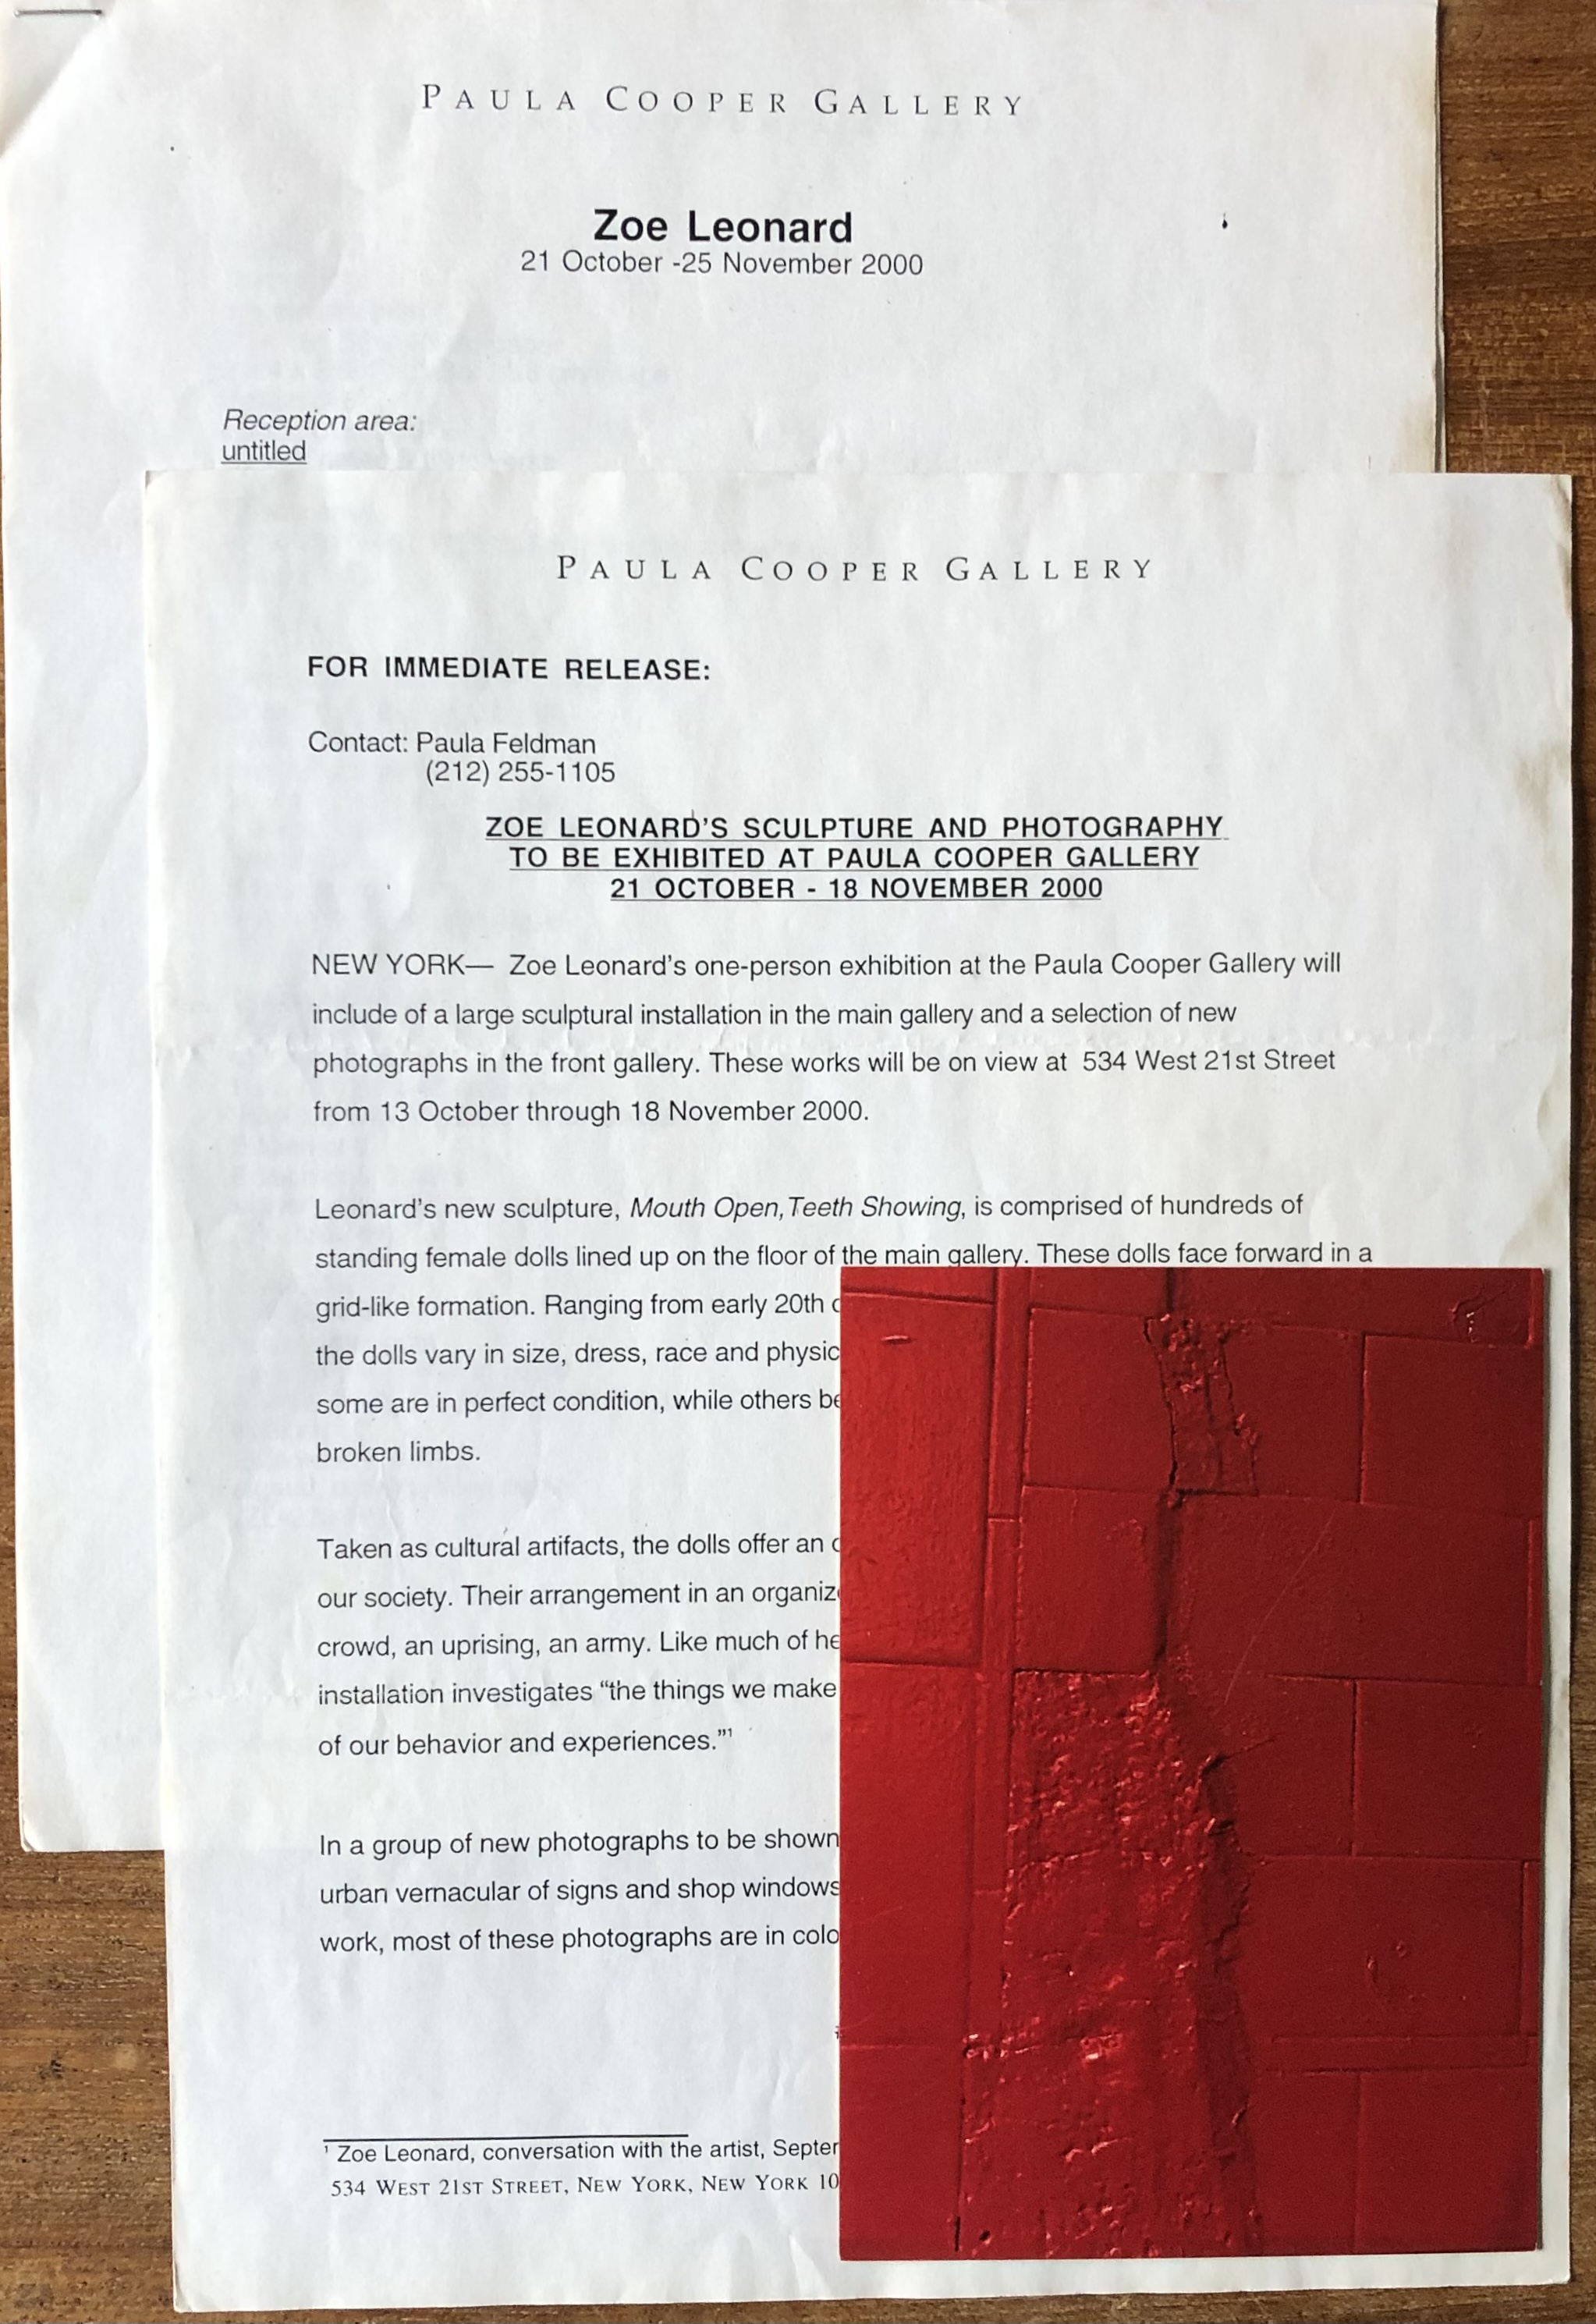 PAULA COOPER GALLERY
Zoe Leonard
21 October -25 November 2000
Reception area:
untitled
PAULA COOPER GALLERY
FOR IMMEDIATE RELEASE:
Contact: Paula Feldman
(212) 255-1105
ZOE LEONARD'S SCULPTURE AND PHOTOGRAPHY
TO BE EXHIBITED AT PAULA COOPER GALLERY
21 OCTOBER - 18 NOVEMBER 2000
NEW YORK— Zoe Leonard's one-person exhibition at the Paula Cooper Gallery will
include of a large sculptural installation in the main gallery and a selection of new
photographs in the front gallery. These works will be on view at 534 West 21st Street
from 13 October through 18 November 2000.
Leonard's new sculpture, Mouth Open, Teeth Showing, is comprised of hundreds of
standing female dolls lined up on the floor of the main gallery. These dolls face forward in a
grid-like formation. Ranging from early 20th
the dolls vary in size, dress, race and physic
some are in perfect condition, while others
broken limbs.
Taken as cultural artifacts, the dolls offer an
our society. Their arrangement in an organiz
crowd, an uprising, an army. Like much of
installation investigates “the things we make
of our behavior and experiences.”¹
In a group of new photographs to be shown
urban vernacular of signs and shop windows
work, most of these photographs are in colo
¹ Zoe Leonard, conversation with the artist, Septe
534 WEST 21ST STREET, NEW YORK, NEW YORK 10